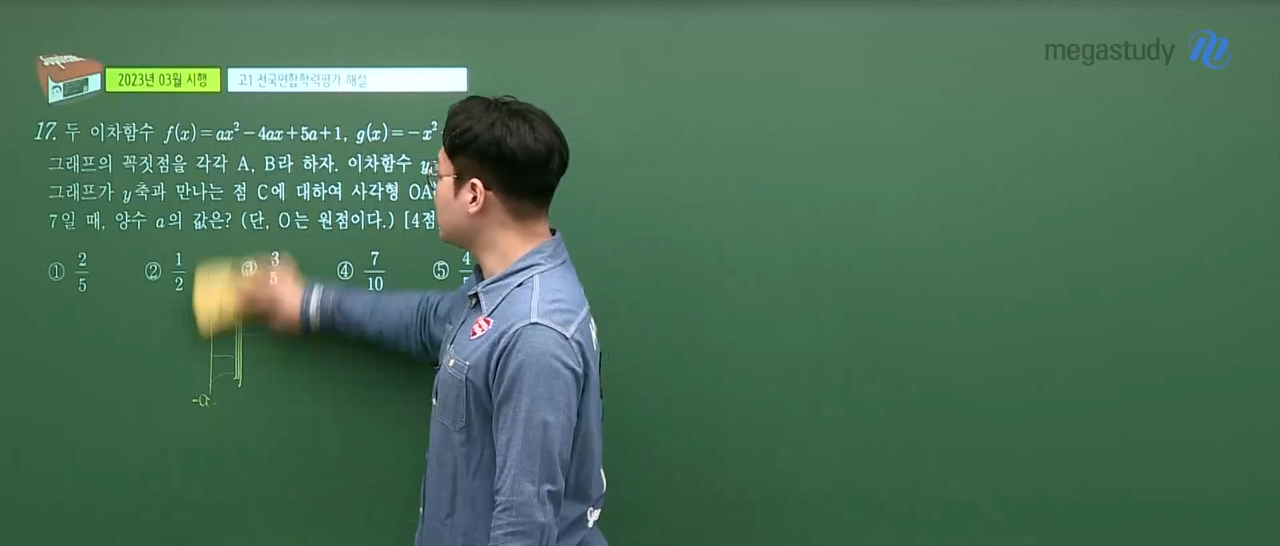 megastudy
2023년 03월 시행
고1 전국연합학력평가 해설
17. 두 이차함수 f(x)=ax²-4ax+5a+1, g(x)=-x²
그래프의 꼭짓점을 각각 A, B라 하자. 이차함수 y
그래프가 y축과 만나는 점 C에 대하여 사각형 OA
7일 때, 양수 a의 값은? (단, O는 원점이다.) [4점
① 2/5 ② 1/2 ③ 3/5 ④ 7/10 ⑤ 4
-a